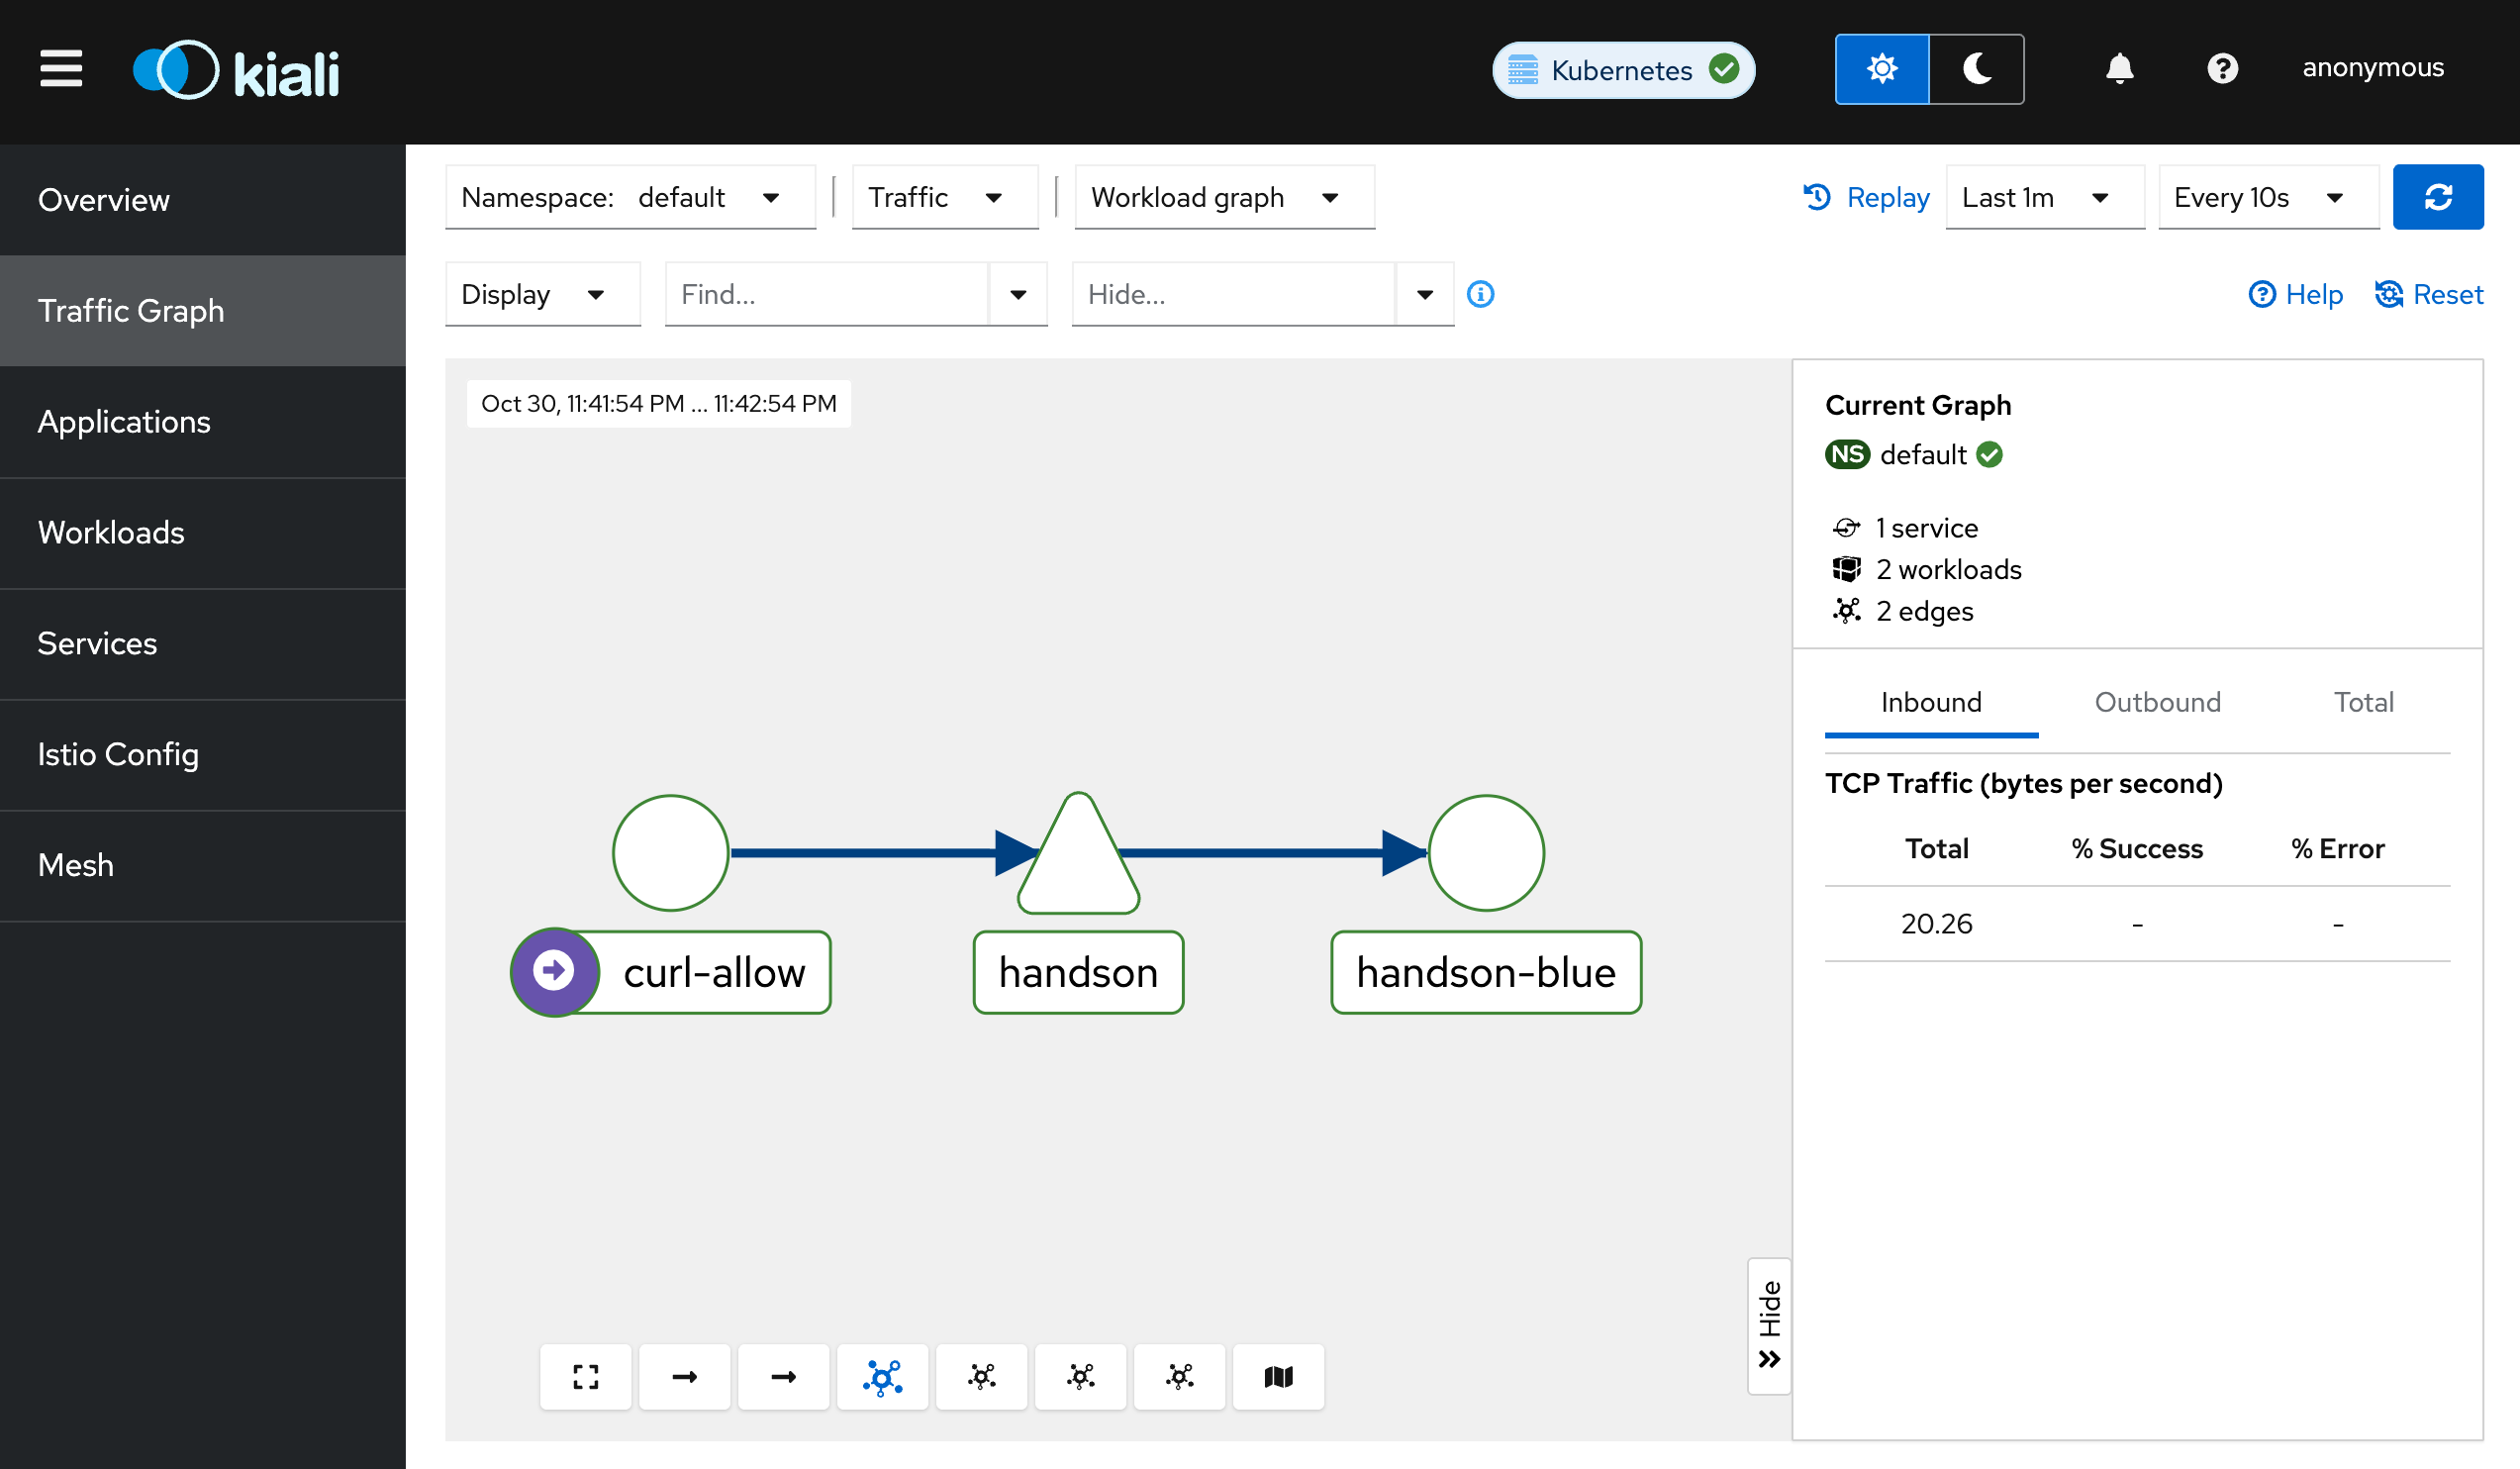 kiali
Kubernetes
anonymous
Overview
Traffic Graph
Applications
Workloads
Services
Istio Config
Mesh
Namespace: default
Traffic
Workload graph
Replay
Last 1m
Every 10s
Display
Find...
Hide...
Help
Reset
Oct 30, 11:41:54 PM ... 11:42:54 PM
curl-allow
handson
handson-blue
Hide
Current Graph
NS default
1 service
2 workloads
2 edges
Inbound Outbound Total
TCP Traffic (bytes per second)
Total % Success % Error
20.26 - -